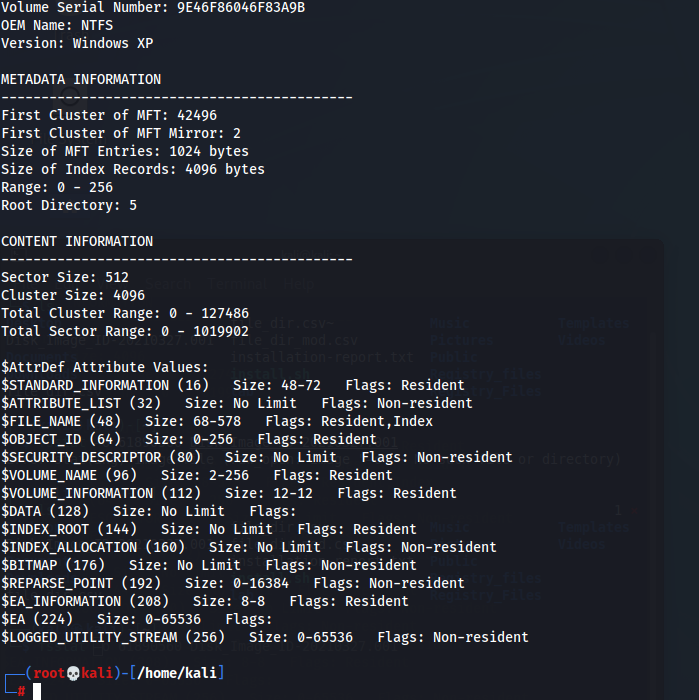 Volume Serial Number: 9E46F86046F83A9B
OEM Name: NTFS
Version: Windows XP
METADATA INFORMATION
--------------------------------------------
First Cluster of MFT: 42496
First Cluster of MFT Mirror: 2
Size of MFT Entries: 1024 bytes
Size of Index Records: 4096 bytes
Range: 0 - 256
Root Directory: 5
CONTENT INFORMATION
--------------------------------------------
Sector Size: 512
Cluster Size: 4096
Total Cluster Range: 0 - 127486
Total Sector Range: 0 - 1019902
$AttrDef Attribute Values:
$STANDARD_INFORMATION (16)   Size: 48-72   Flags: Resident
$ATTRIBUTE_LIST (32)   Size: No Limit   Flags: Non-resident
$FILE_NAME (48)   Size: 68-578   Flags: Resident,Index
$OBJECT_ID (64)   Size: 0-256   Flags: Resident
$SECURITY_DESCRIPTOR (80)   Size: No Limit   Flags: Non-resident
$VOLUME_NAME (96)   Size: 2-256   Flags: Resident
$VOLUME_INFORMATION (112)   Size: 12-12   Flags: Resident
$DATA (128)   Size: No Limit   Flags:
$INDEX_ROOT (144)   Size: No Limit   Flags: Resident
$INDEX_ALLOCATION (160)   Size: No Limit   Flags: Non-resident
$BITMAP (176)   Size: No Limit   Flags: Non-resident
$REPARSE_POINT (192)   Size: 0-16384   Flags: Non-resident
$EA_INFORMATION (208)   Size: 8-8   Flags: Resident
$EA (224)   Size: 0-65536   Flags:
$LOGGED_UTILITY_STREAM (256)   Size: 0-65536   Flags: Non-resident
(root💀kali)-[/home/kali]
#